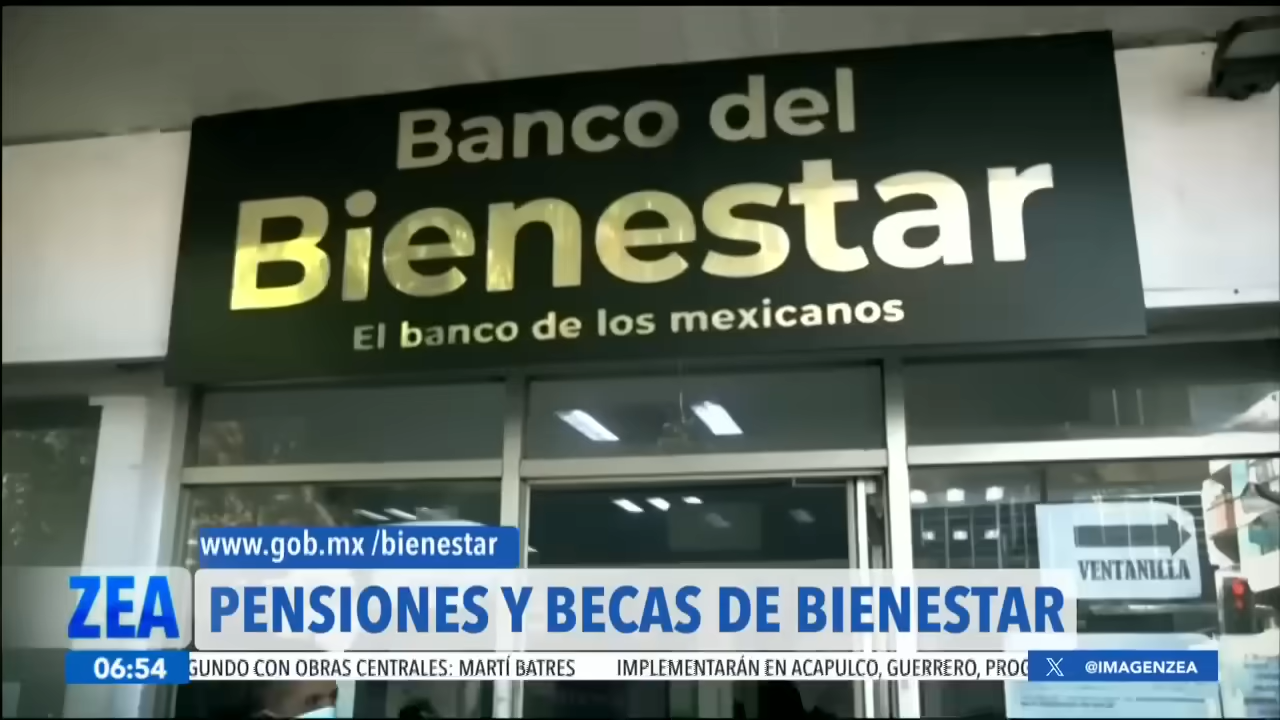 Banco del
Bienestar
El banco de los mexicanos
VENTANILLA
www.gob.mx /bienestar
ZEA
PENSIONES Y BECAS DE BIENESTAR
06:54
GUNDO CON OBRAS CENTRALES: MARTÍ BATRES
IMPLEMENTARÁN EN ACAPULCO, GUERRERO, PROG
X @IMAGENZEA